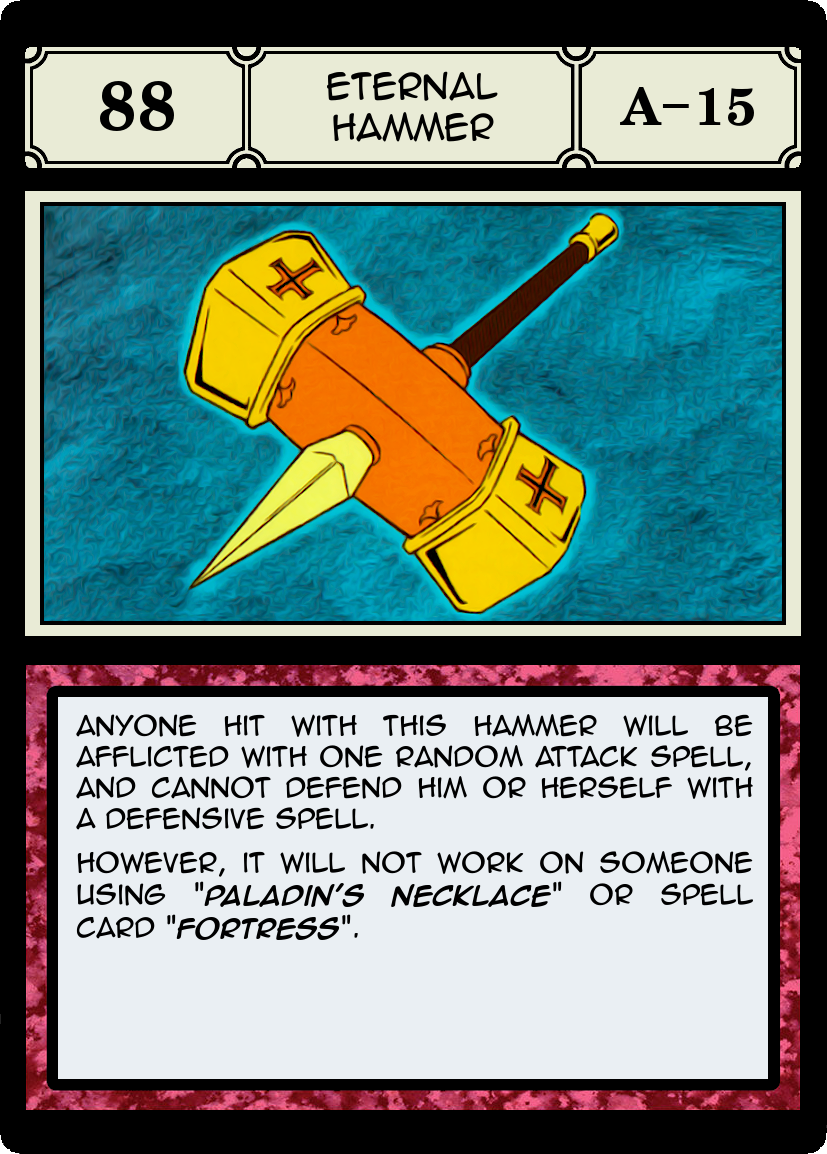 88
ETERNAL
HAMMER
A-15
ANYONE HIT WITH THIS HAMMER WILL BE
AFFLICTED WITH ONE RANDOM ATTACK SPELL,
AND CANNOT DEFEND HIM OR HERSELF WITH
A DEFENSIVE SPELL.
HOWEVER, IT WILL NOT WORK ON SOMEONE
USING "PALADIN'S NECKLACE" OR SPELL
CARD "FORTRESS".